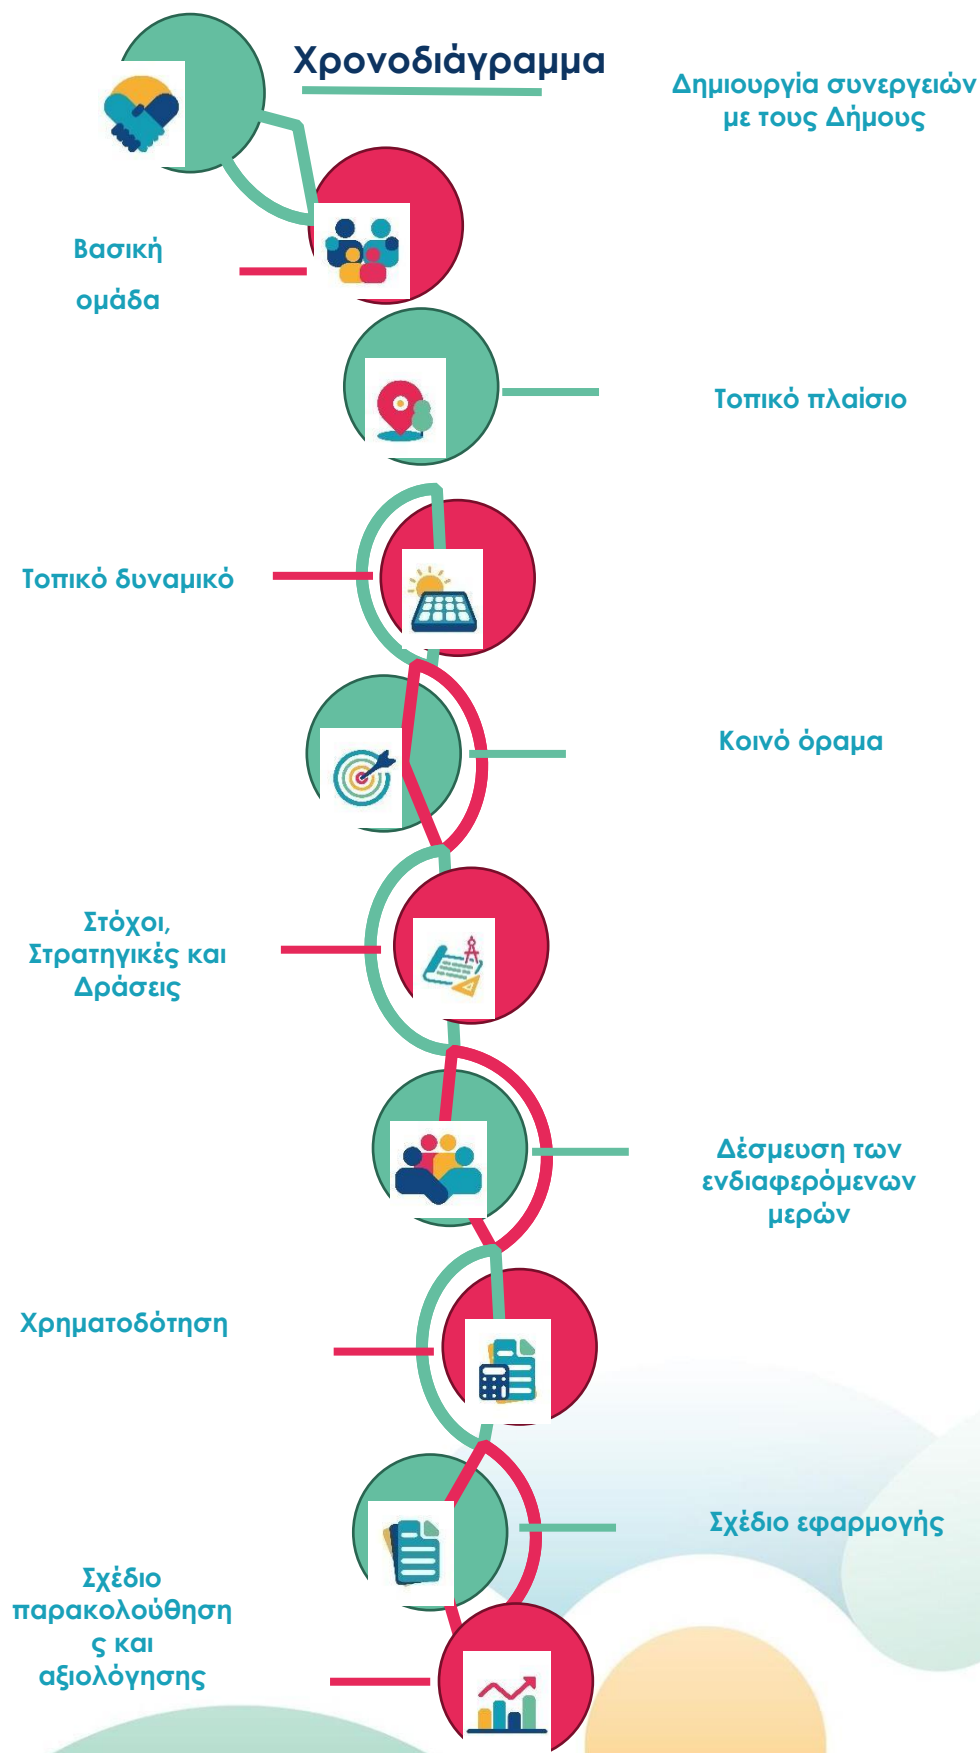 Χρονοδιάγραμμα
Δημιουργία συνεργειών
με τους Δήμους
Βασική
ομάδα
Τοπικό πλαίσιο
Τοπικό δυναμικό
Κοινό όραμα
Στόχοι,
Στρατηγικές και
Δράσεις
Δέσμευση των
ενδιαφερόμενων
μερών
Χρηματοδότηση
Σχέδιο εφαρμογής
Σχέδιο
παρακολούθηση
ς και
αξιολόγησης